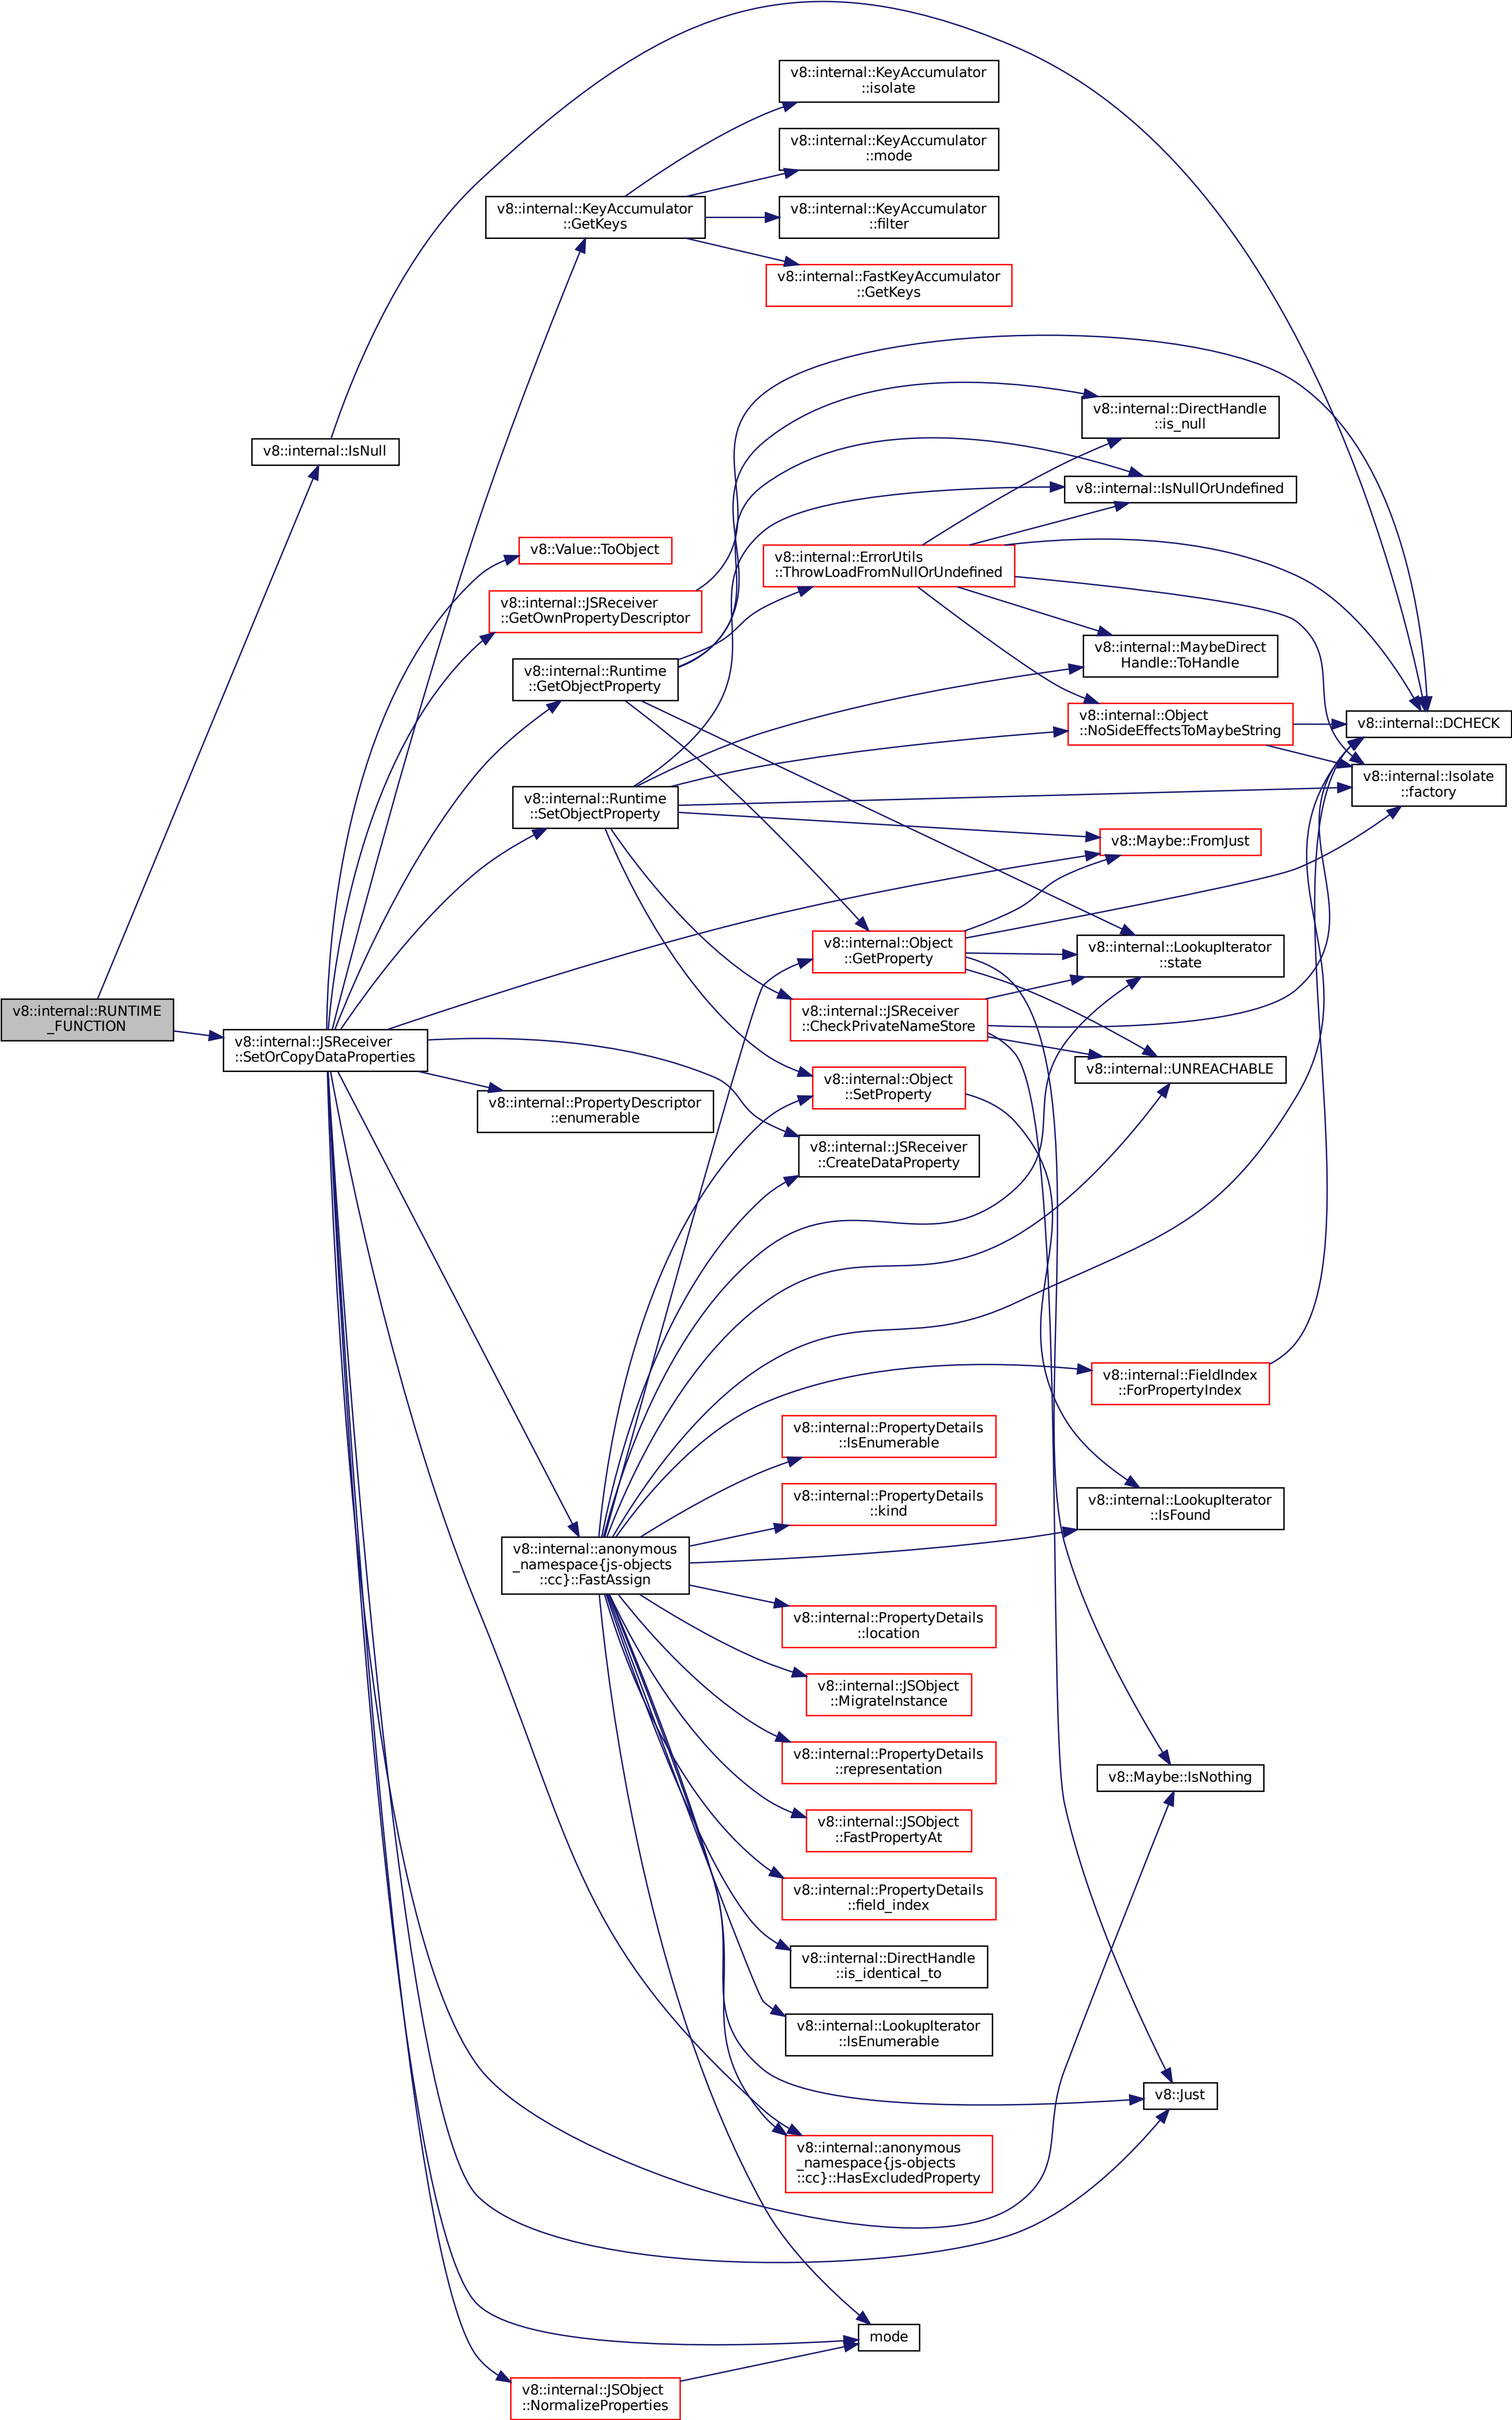 v8::internal::KeyAccumulator
::isolate
v8::internal::KeyAccumulator
::mode
v8::internal::KeyAccumulator
::GetKeys
v8::internal::KeyAccumulator
::filter
v8::internal::FastKeyAccumulator
::GetKeys
v8::internal::DirectHandle
::is_null
v8::internal::IsNull
v8::internal::IsNullOrUndefined
v8::Value::ToObject
v8::internal::ErrorUtils
::ThrowLoadFromNullOrUndefined
v8::internal::JSReceiver
::GetOwnPropertyDescriptor
v8::internal::MaybeDirect
Handle::ToHandle
v8::internal::Runtime
::GetObjectProperty
v8::internal::Object
::NoSideEffectsToMaybeString
v8::internal::DCHECK
v8::internal::Isolate
::factory
v8::internal::Runtime
::SetObjectProperty
v8::Maybe::FromJust
v8::internal::Object
::GetProperty
v8::internal::LookupIterator
::state
v8::internal::RUNTIME
_FUNCTION
v8::internal::JSReceiver
::CheckPrivateNameStore
v8::internal::JSReceiver
::SetOrCopyDataProperties
v8::internal::UNREACHABLE
v8::internal::Object
::SetProperty
v8::internal::PropertyDescriptor
::enumerable
v8::internal::JSReceiver
::CreateDataProperty
v8::internal::FieldIndex
::ForPropertyIndex
v8::internal::PropertyDetails
::IsEnumerable
v8::internal::PropertyDetails
::kind
v8::internal::LookupIterator
::IsFound
v8::internal::anonymous
_namespace{js-objects
::cc}::FastAssign
v8::internal::PropertyDetails
::location
v8::internal::JSObject
::MigrateInstance
v8::internal::PropertyDetails
::representation
v8::Maybe::IsNothing
v8::internal::JSObject
::FastPropertyAt
v8::internal::PropertyDetails
::field_index
v8::internal::DirectHandle
::is_identical_to
v8::internal::LookupIterator
::IsEnumerable
v8::Just
v8::internal::anonymous
_namespace{js-objects
::cc}::HasExcludedProperty
mode
v8::internal::JSObject
::NormalizeProperties